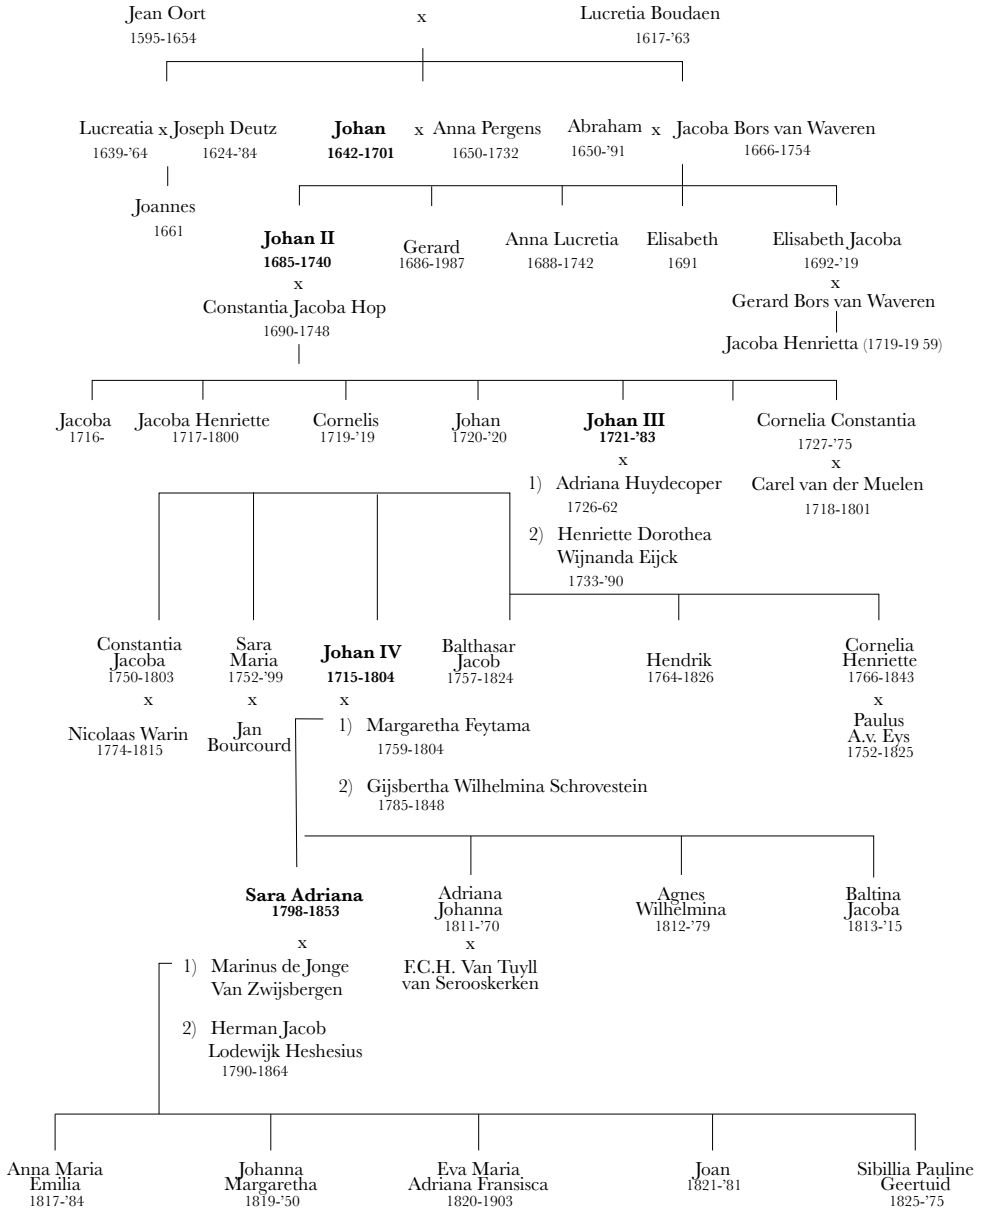 Jean Oort x Lucretia Boudaen
1595-1654 1617-'63
Lucreatia x Joseph Deutz Johan x Anna Pergens Abraham x Jacoba Bors van Waveren
1639-'64 1624-'84 1642-1701 1650-1732 1650-'91 1666-1754
Joannes
1661
Johan II Gerard Anna Lucretia Elisabeth Elisabeth Jacoba
1685-1740 1686-1987 1688-1742 1691 1692-'19
x x
Constantia Jacoba Hop Gerard Bors van Waveren
1690-1748
Jacoba Henrietta (1719-19 59)
Jacoba Jacoba Henriette Cornelis Johan Johan III Cornelia Constantia
1716- 1717-1800 1719-'19 1720-'20 1721-'83 1727-'75
x x
1) Adriana Huydecoper Carel van der Muelen
1726-62 1718-1801
2) Henriette Dorothea
Wijnanda Eijck
1733-'90
Constantia Sara Johan IV Balthasar Hendrik Cornelia
Jacoba Maria Jacob Henriette
1750-1803 1752-'99 1715-1804 1757-1824 1764-1826 1766-1843
x x x x
Nicolaas Warin Jan Paulus
1774-1815 Bourcourd A.v. Eys
1752-1825
1) Margaretha Feytama
1759-1804
2) Gijsbertha Wilhelmina Schrovestein
1785-1848
Sara Adriana Adriana Agnes Baltina
Johanna Wilhelmina Jacoba
1798-1853 1811-'70 1812-'79 1813-'15
x x
1) Marinus de Jonge F.C.H. Van Tuyll
Van Zwijsbergen van Serooskerken
2) Herman Jacob
Lodewijk Heshesius
1790-1864
Anna Maria Johanna Eva Maria Joan Sibillia Pauline
Emilia Margaretha Adriana Fransisca Geertuid
1817-'84 1819-'50 1820-1903 1821-'81 1825-'75